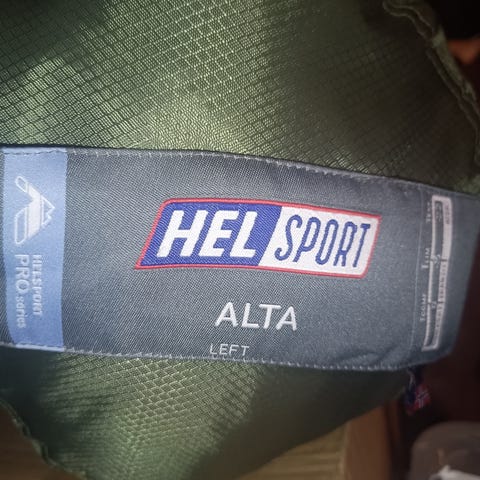 HELSPORT
PRO.series
HEL SPORT
ALTA
LEFT